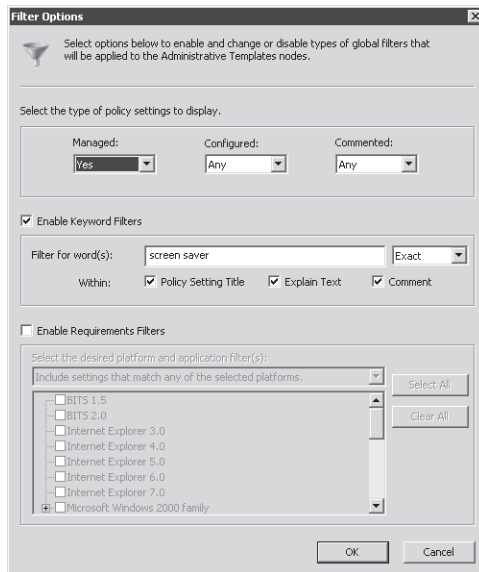 Filter Options
Select options below to enable and change or disable types of global filters that
will be applied to the Administrative Templates nodes.
Select the type of policy settings to display.
Managed: Configured: Commented:
Yes Any Any
Enable Keyword Filters
Filter for word(s): screen saver Exact
Within: Policy Setting Title Explain Text Comment
Enable Requirements Filters
Select the desired platform and application filter(s):
Include settings that match any of the selected platforms. Select All
BITS 1.5
BITS 2.0 Clear All
Internet Explorer 3.0
Internet Explorer 4.0
Internet Explorer 5.0
Internet Explorer 6.0
Internet Explorer 7.0
Microsoft Windows 2000 family
OK Cancel